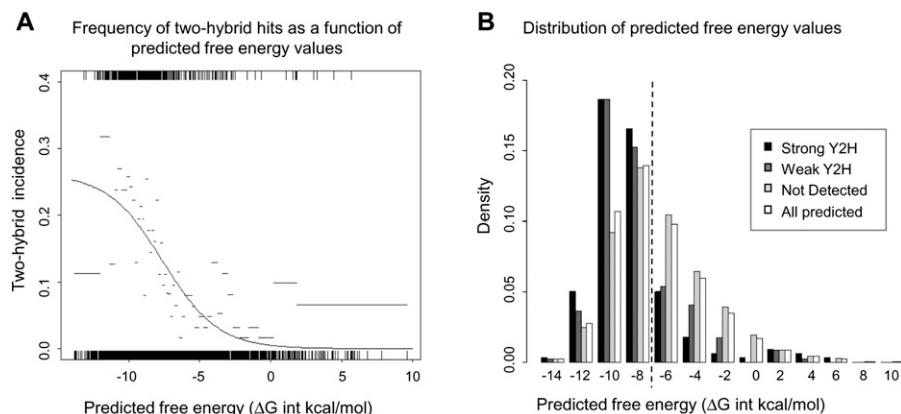 A
Frequency of two-hybrid hits as a function of
predicted free energy values
Two-hybrid incidence
0.4
0.3
0.2
0.1
0.0
-10 -5 0 5 10
Predicted free energy (ΔG int kcal/mol)
B
Distribution of predicted free energy values
Density
0.20
0.15
0.10
0.05
0.00
Strong Y2H
Weak Y2H
Not Detected
All predicted
-14 -12 -10 -8 -6 -4 -2 0 2 4 6 8 10
Predicted free energy (ΔG int kcal/mol)